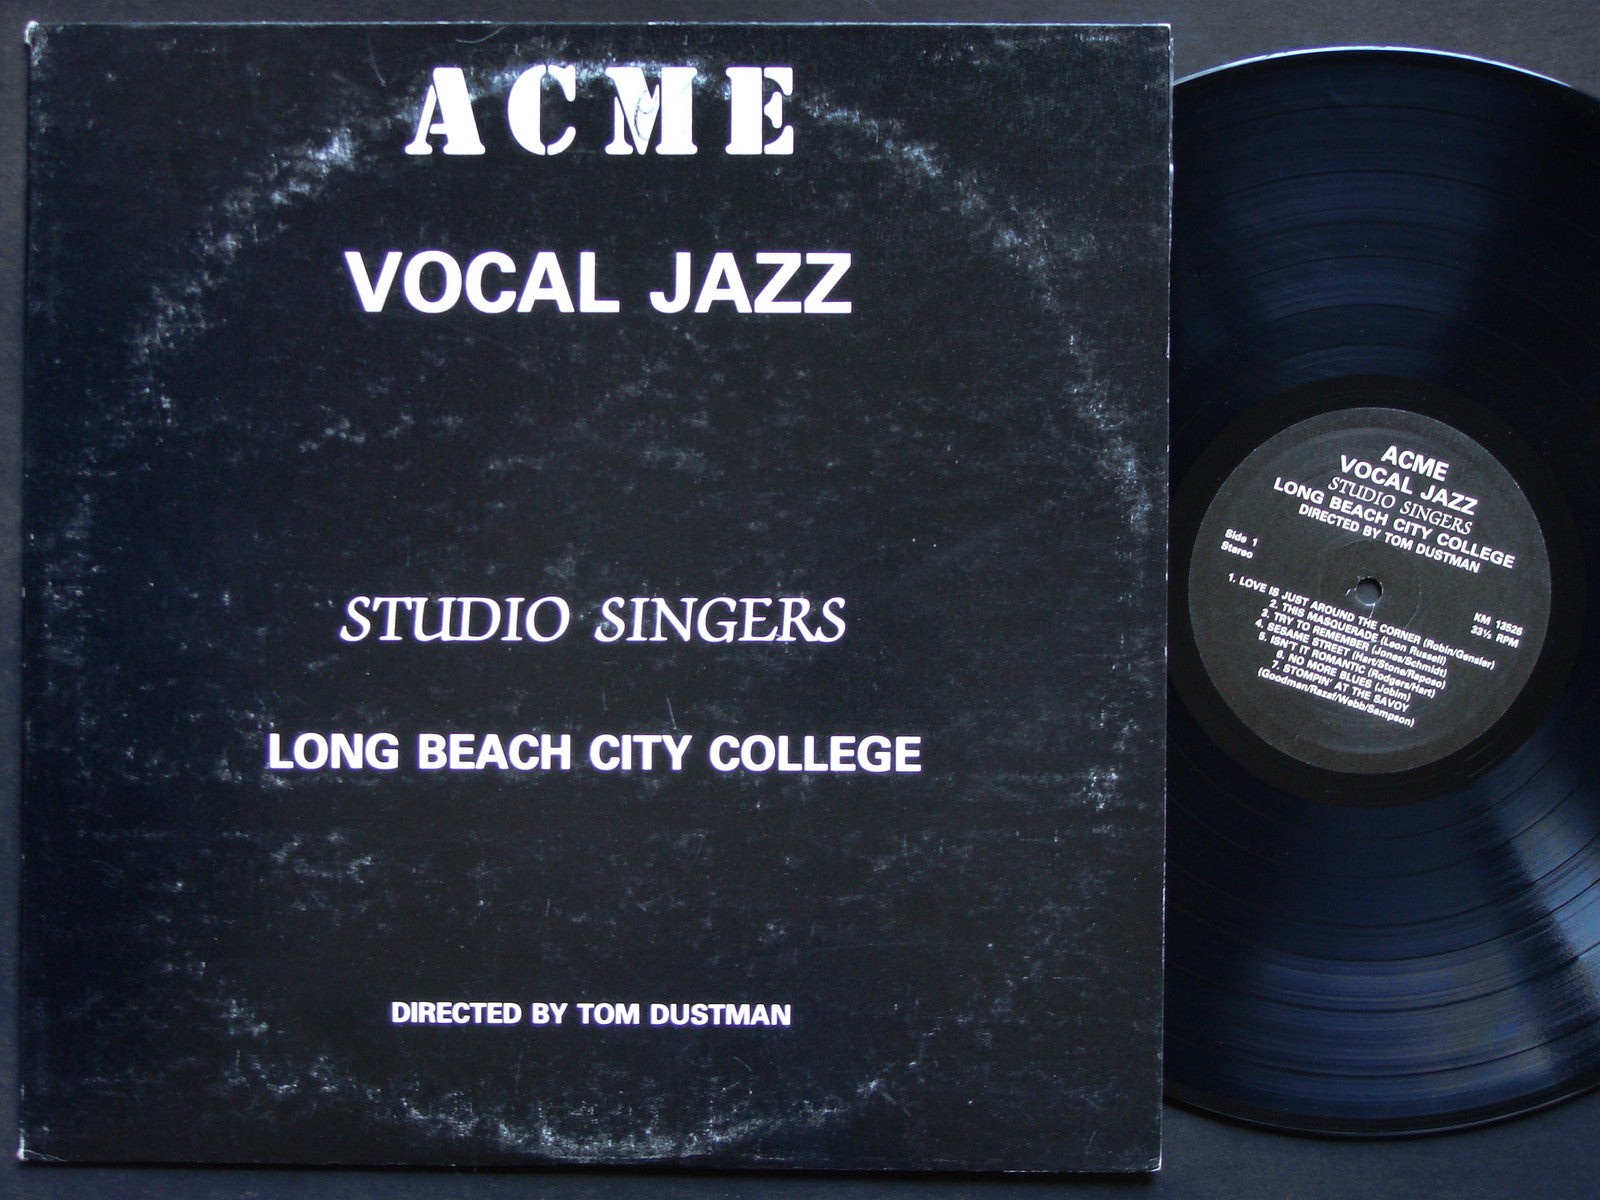 ACME
VOCAL JAZZ
STUDIO SINGERS
LONG BEACH CITY COLLEGE
DIRECTED BY TOM DUSTMAN
ACME
VOCAL JAZZ
STUDIO SINGERS
LONG BEACH CITY COLLEGE
DIRECTED BY TOM DUSTMAN
Side 1
Stereo
KM 13526
33⅓ RPM
1. LOVE IS JUST AROUND THE CORNER (Robin/Gensler)
2. THIS MASQUERADE (Leon Russell)
3. TRY TO REMEMBER (Jones/Schmidt)
4. SESAME STREET (Hart/Stone/Raposo)
5. ISN'T IT ROMANTIC (Rodgers/Hart)
6. NO MORE BLUES (Jobim)
7. STOMPIN' AT THE SAVOY
(Goodman/Razaf/Webb/Sampson)